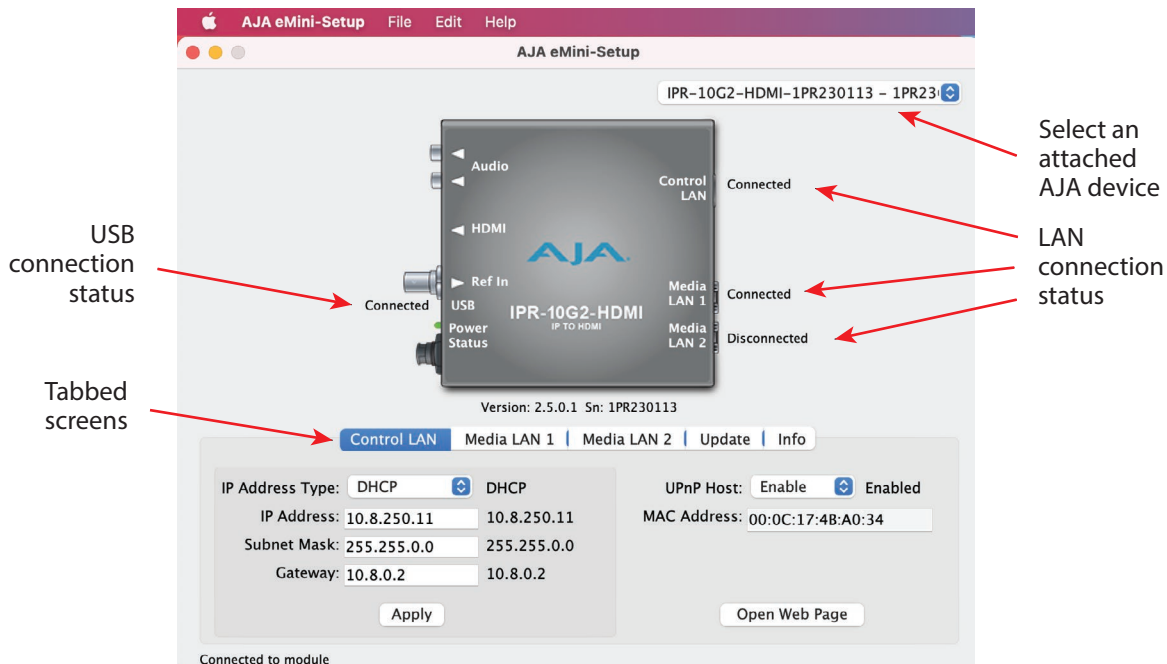 AJA eMini-Setup File Edit Help
AJA eMini-Setup
IPR-10G2-HDMI-1PR230113 - 1PR23
Select an
attached
AJA device
Audio
Control
LAN
Connected
HDMI
AJA
USB
connection
status
LAN
connection
status
Ref In
Connected
USB
IPR-10G2-HDMI
IP TO HDMI
Media
LAN 1
Connected
Power
Status
Media
LAN 2
Disconnected
Version: 2.5.0.1 Sn: 1PR230113
Tabbed
screens
Control LAN Media LAN 1 Media LAN 2 Update Info
IP Address Type: DHCP DHCP
UPnP Host: Enable Enabled
IP Address: 10.8.250.11 10.8.250.11
MAC Address: 00:0C:17:4B:A0:34
Subnet Mask: 255.255.0.0 255.255.0.0
Gateway: 10.8.0.2 10.8.0.2
Apply
Open Web Page
Connected to module